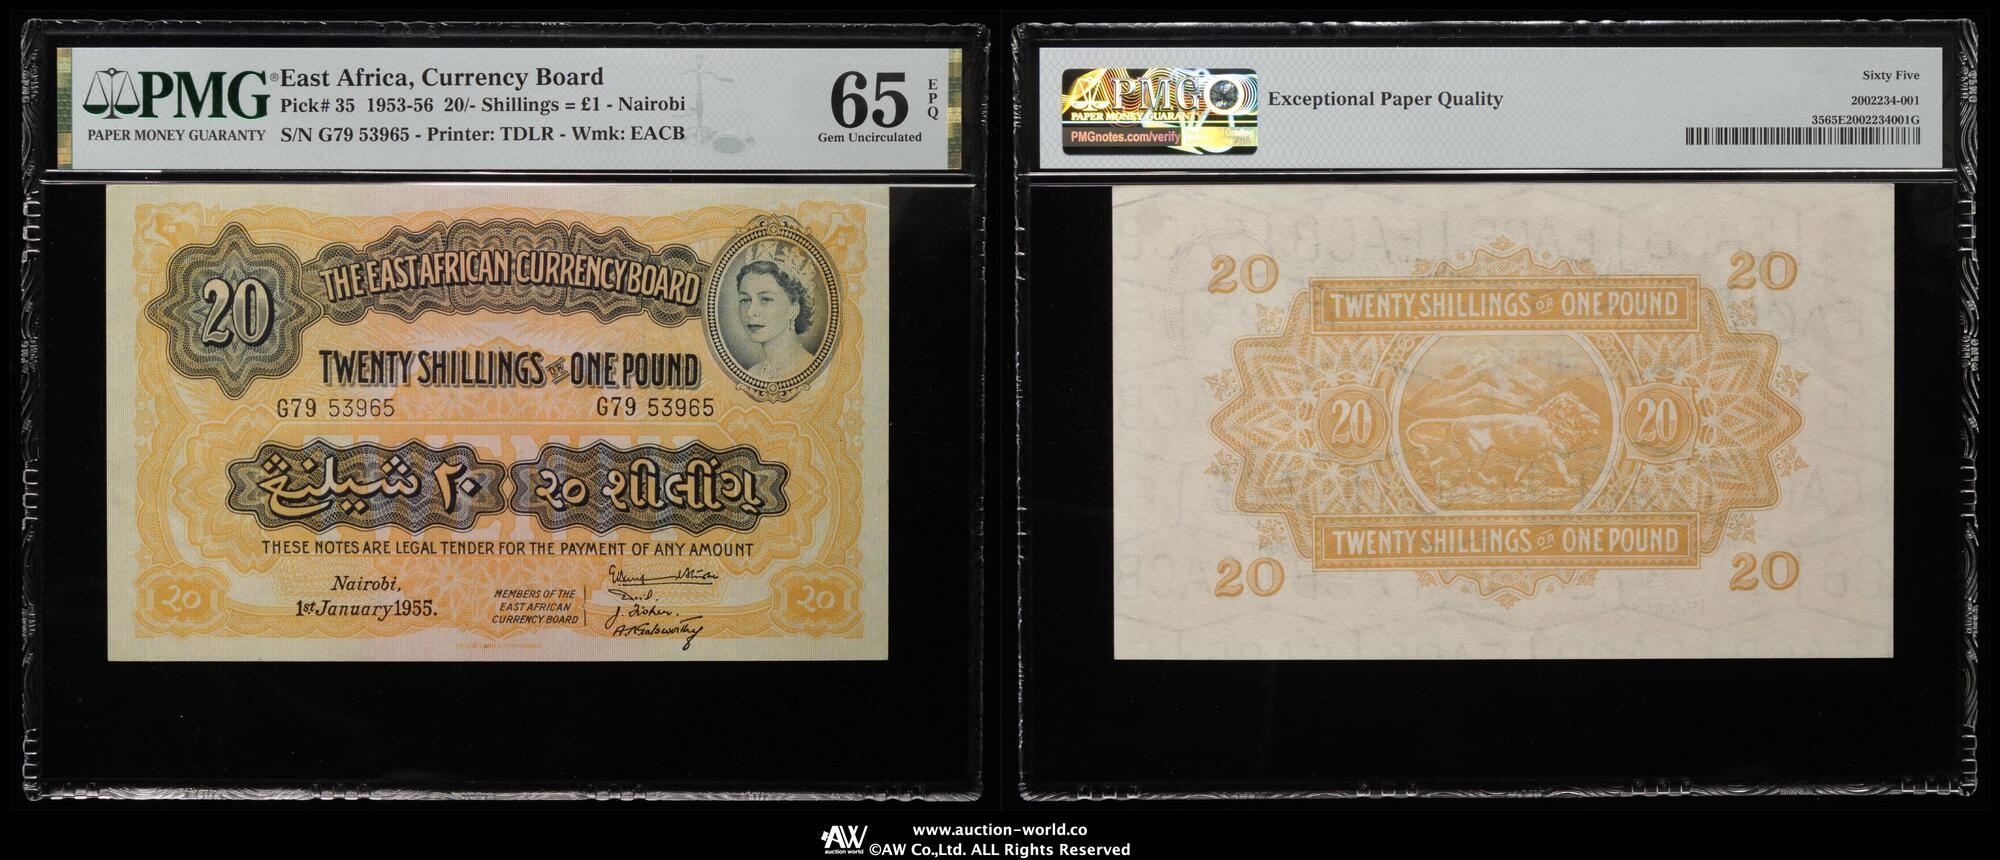 PMG®
PAPER MONEY GUARANTY
East Africa, Currency Board
Pick# 35 1953-56 20/- Shillings = £1 - Nairobi
S/N G79 53965 - Printer: TDLR - Wmk: EACB
65
EPQ
Gem Uncirculated
20
THE EAST AFRICAN CURRENCY BOARD
TWENTY SHILLINGS OR ONE POUND
G79 53965 G79 53965
٢٠ شيلنڭ
૨૦ શીલીંગ
THESE NOTES ARE LEGAL TENDER FOR THE PAYMENT OF ANY AMOUNT
Nairobi,
1st January 1955.
MEMBERS OF THE
EAST AFRICAN
CURRENCY BOARD
J. Fisher.
A. Galsworthy
20 20
PMG
PAPER MONEY GUARANTY
PMGnotes.com/verify
Exceptional Paper Quality
Sixty Five
2002234-001
3565E2002234001G
20 20
TWENTY SHILLINGS OR ONE POUND
20 20
TWENTY SHILLINGS OR ONE POUND
20 20
AW
auction world
www.auction-world.co
©AW Co.,Ltd. ALL Rights Reserved